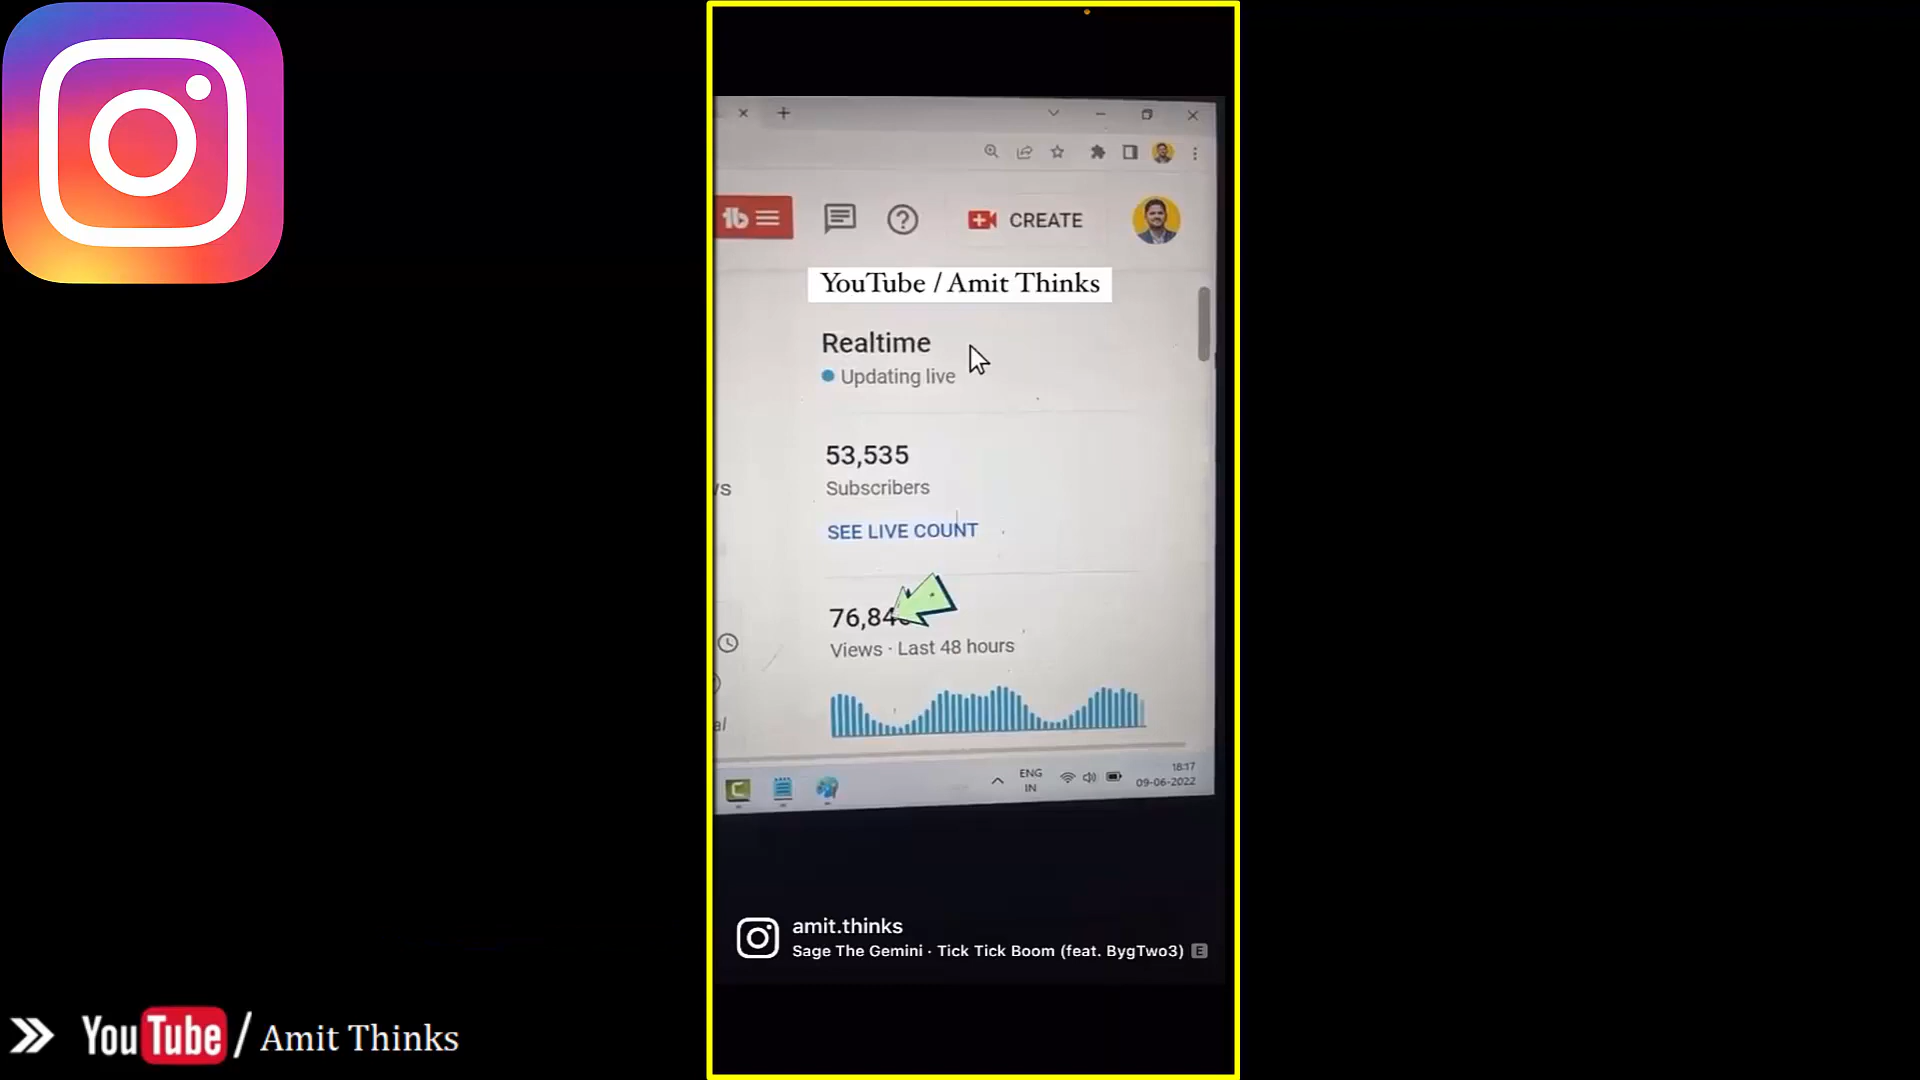 CREATE
YouTube / Amit Thinks
Realtime
Updating live
53,535
Subscribers
SEE LIVE COUNT
Views · Last 48 hours
ENG
IN
18:17
09-06-2022
amit.thinks
Sage The Gemini · Tick Tick Boom (feat. BygTwo3) E
YouTube / Amit Thinks